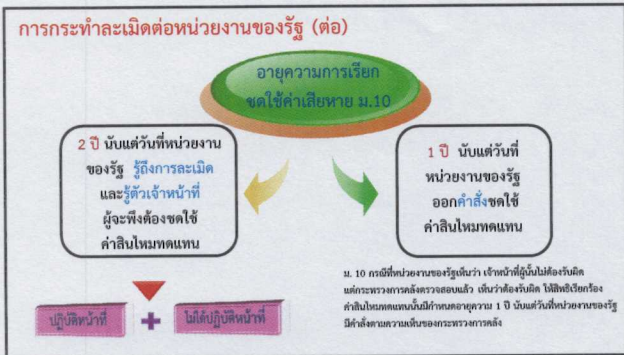 การกระทำละเมิดต่อหน่วยงานของรัฐ (ต่อ)
อายุความการเรียก
ชดใช้ค่าเสียหาย ม.10
2 ปี นับแต่วันที่หน่วยงาน
ของรัฐ รู้ถึงการละเมิด
และรู้ตัวเจ้าหน้าที่
ผู้จะพึงต้องชดใช้
ค่าสินไหมทดแทน
1 ปี นับแต่วันที่
หน่วยงานของรัฐ
ออกคำสั่งชดใช้
ค่าสินไหมทดแทน
ปฏิบัติหน้าที่ + ไม่ได้ปฏิบัติหน้าที่
ม. 10 กรณีที่หน่วยงานของรัฐเห็นว่า เจ้าหน้าที่ผู้นั้นไม่ต้องรับผิด
แต่กระทรวงการคลังตรวจสอบแล้ว เห็นว่าต้องรับผิด ให้สิทธิเรียกร้อง
ค่าสินไหมทดแทนนั้นมีกำหนดอายุความ 1 ปี นับแต่วันที่หน่วยงานของรัฐ
มีคำสั่งตามความเห็นของกระทรวงการคลัง